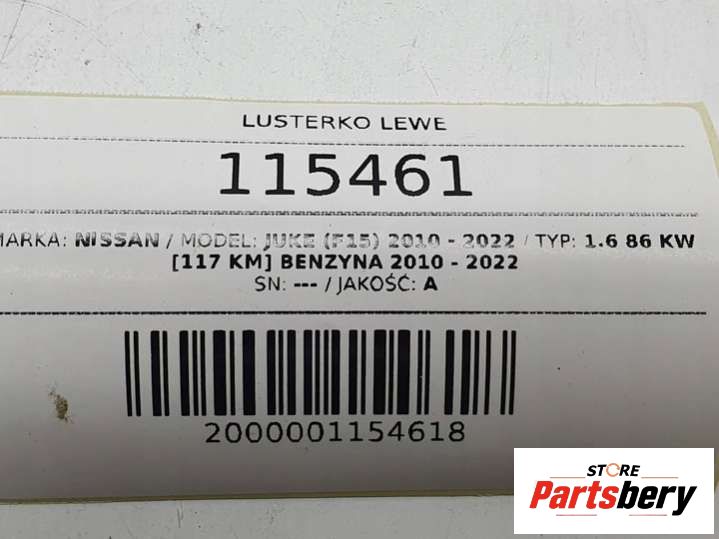 LUSTERKO LEWE
115461
MARKA: NISSAN / MODEL: JUKE (F15) 2010 - 2022 / TYP: 1.6 86 KW
[117 KM] BENZYNA 2010 - 2022
SN: --- / JAKOŚĆ: A
2000001154618
STORE
Partsbery